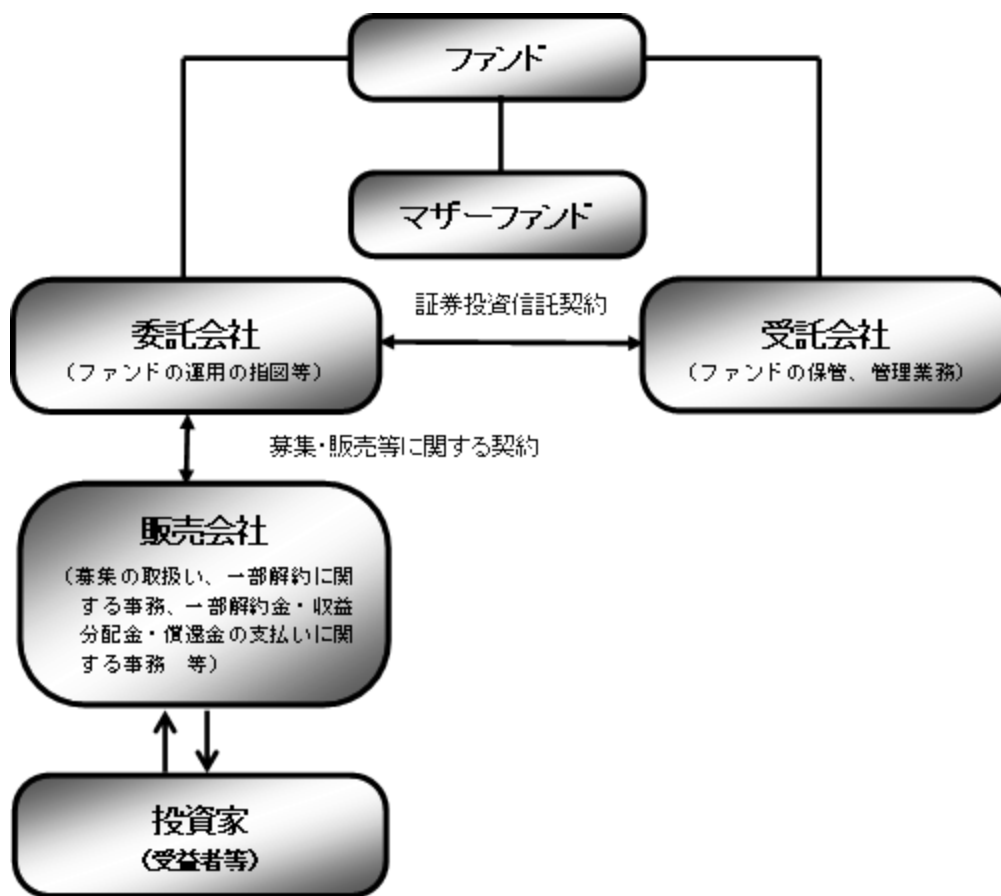 ファンド
マザーファンド
証券投資信託契約
委託会社
(ファンドの運用の指図等)
受託会社
(ファンドの保管、管理業務)
募集・販売等に関する契約
販売会社
(募集の取扱い、一部解約に関
する事務、一部解約金・収益
分配金・償還金の支払いに関
する事務　等)
投資家
(受益者等)